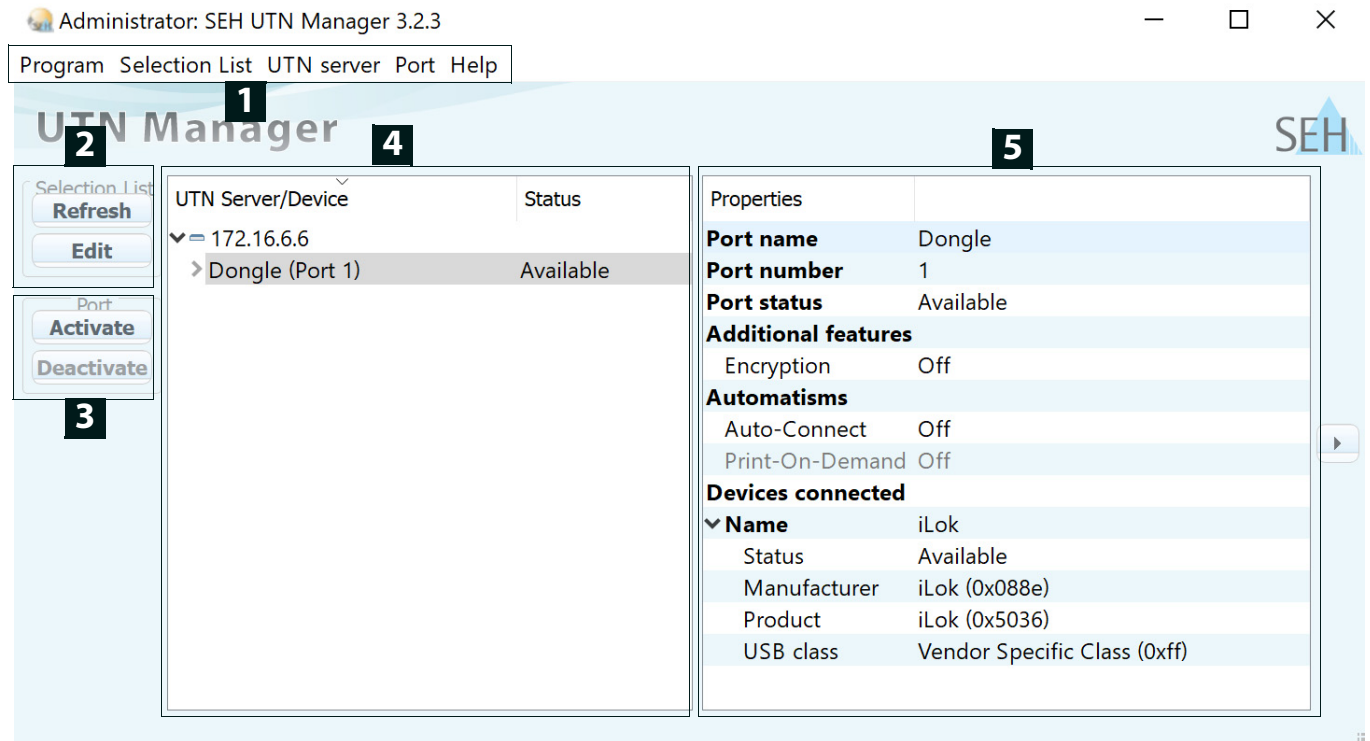 Administrator: SEH UTN Manager 3.2.3
Program Selection List UTN server Port Help
1
UTN Manager
SEH
2
4
5
Selection List
Refresh
Edit
Port
Activate
Deactivate
3
UTN Server/Device Status
172.16.6.6
Dongle (Port 1) Available
Properties
Port name Dongle
Port number 1
Port status Available
Additional features
Encryption Off
Automatisms
Auto-Connect Off
Print-On-Demand Off
Devices connected
Name iLok
Status Available
Manufacturer iLok (0x088e)
Product iLok (0x5036)
USB class Vendor Specific Class (0xff)